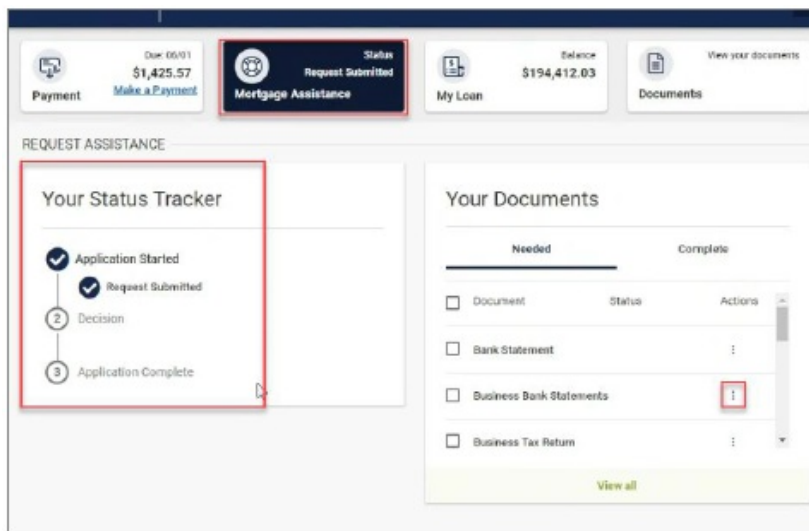 Due: 06/01
$1,425.57
Payment
Make a Payment
Status
Request Submitted
Mortgage Assistance
Balance
$194,412.03
My Loan
View your documents
Documents
REQUEST ASSISTANCE
Your Status Tracker
Application Started
Request Submitted
2 Decision
3 Application Complete
Your Documents
Needed Complete
Document Status Actions
Bank Statement
Business Bank Statements
Business Tax Return
View all